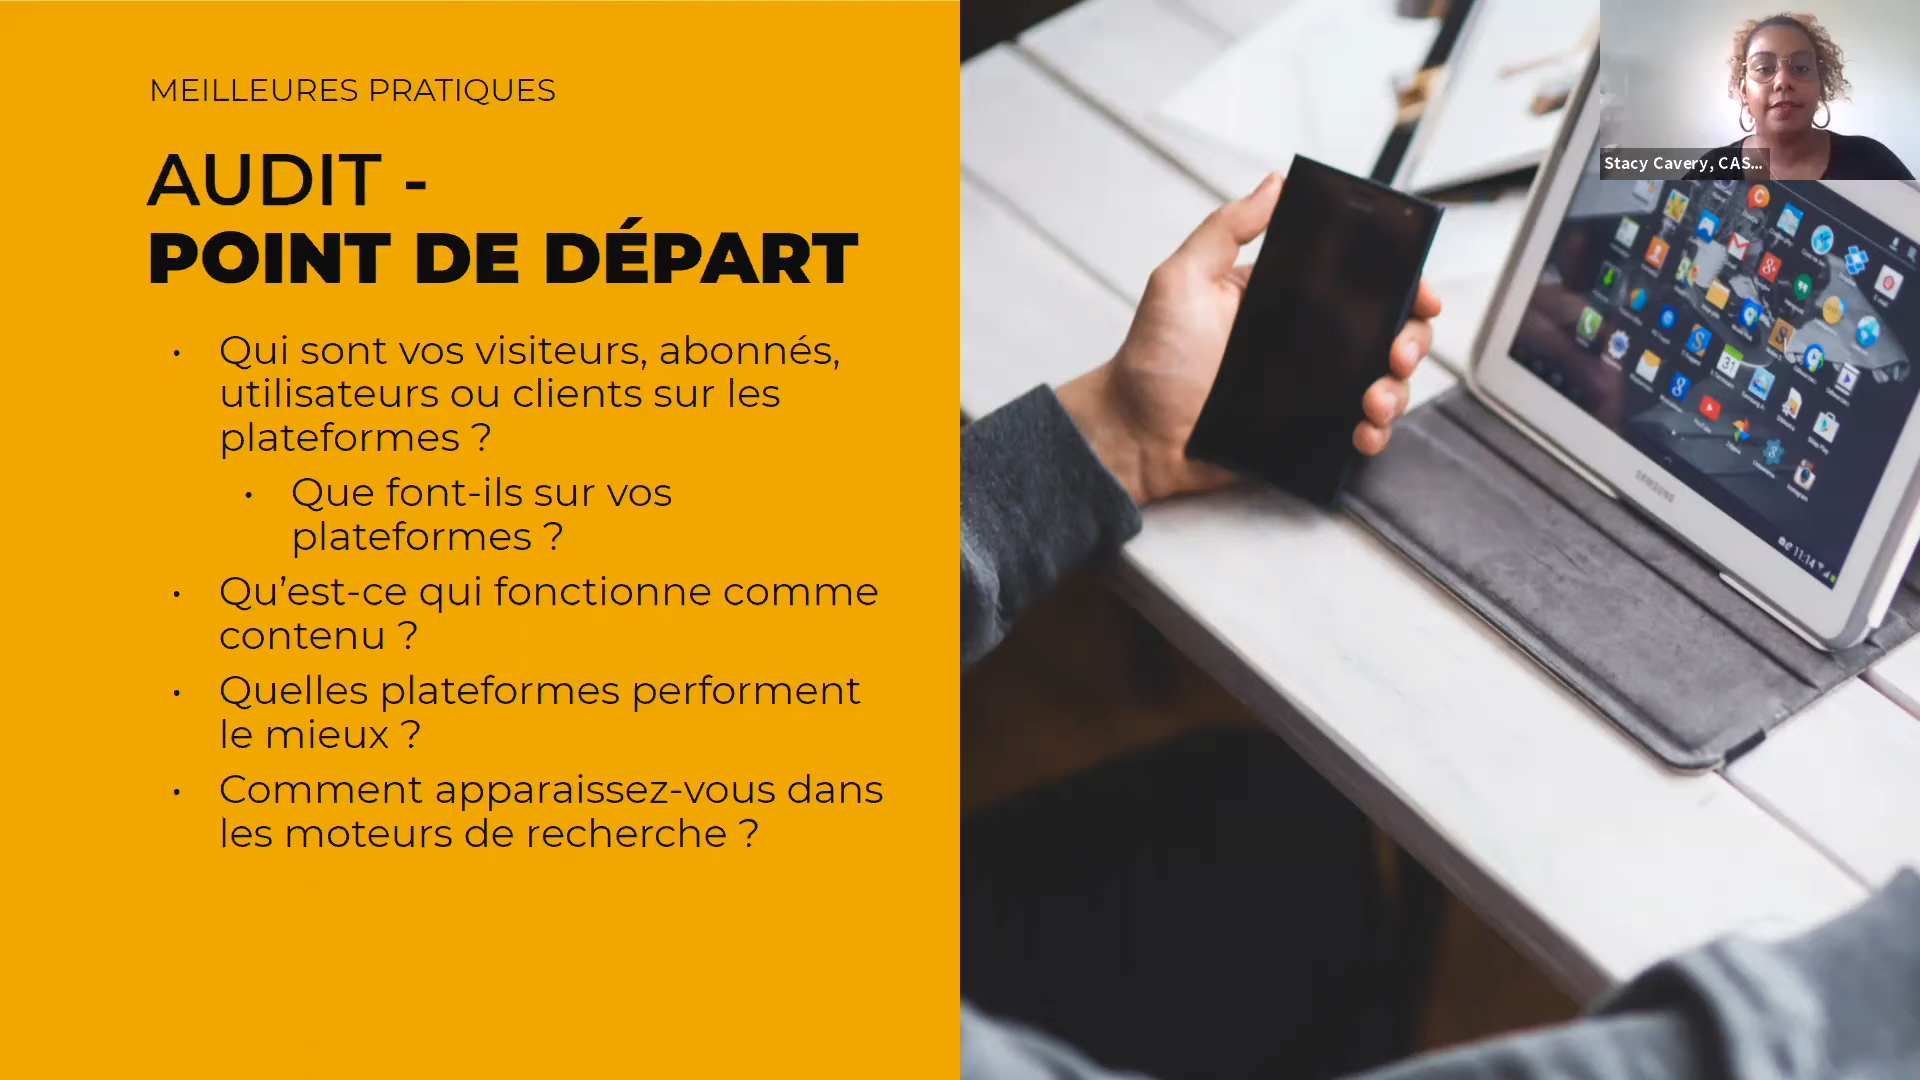 MEILLEURES PRATIQUES
AUDIT -
POINT DE DÉPART
• Qui sont vos visiteurs, abonnés,
utilisateurs ou clients sur les
plateformes ?
• Que font-ils sur vos
plateformes ?
• Qu’est-ce qui fonctionne comme
contenu ?
• Quelles plateformes performent
le mieux ?
• Comment apparaissez-vous dans
les moteurs de recherche ?
Stacy Cavery, CAS...
SAMSUNG
11:14